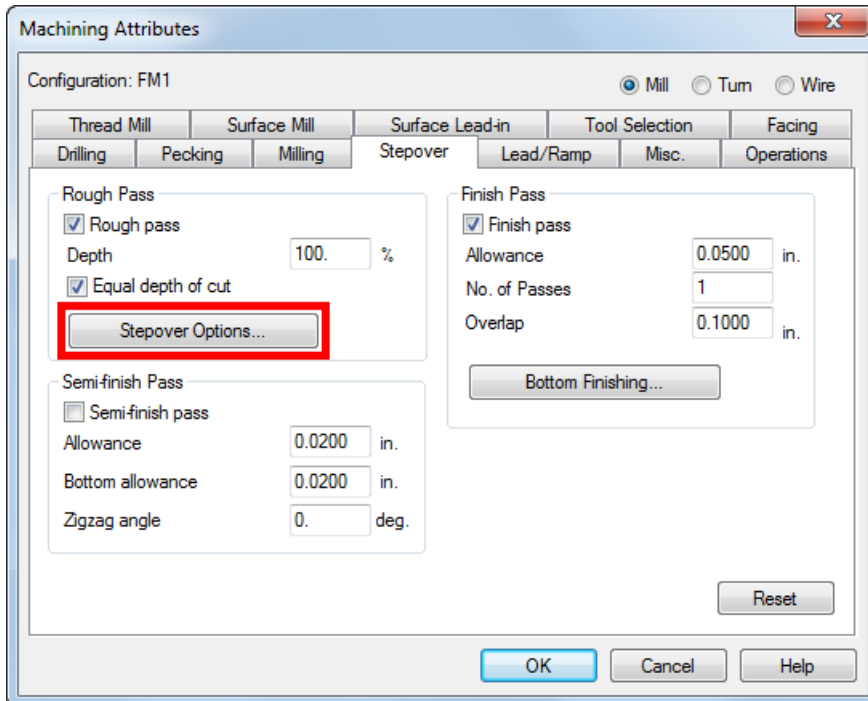 Machining Attributes
Configuration: FM1
Mill Turn Wire
Thread Mill Surface Mill Surface Lead-in Tool Selection Facing
Drilling Pecking Milling Stepover Lead/Ramp Misc. Operations
Rough Pass
Rough pass
Depth 100. %
Equal depth of cut
Stepover Options...
Semi-finish Pass
Semi-finish pass
Allowance 0.0200 in.
Bottom allowance 0.0200 in.
Zigzag angle 0. deg.
Finish Pass
Finish pass
Allowance 0.0500 in.
No. of Passes 1
Overlap 0.1000 in.
Bottom Finishing...
Reset
OK Cancel Help